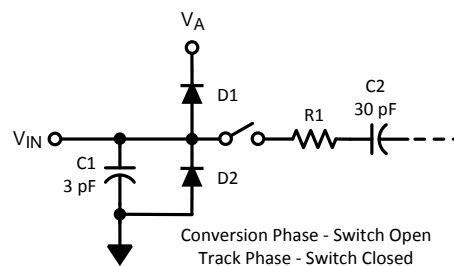 VA
D1
C2
30 pF
R1
VIN
C1
3 pF
D2
Conversion Phase - Switch Open
Track Phase - Switch Closed